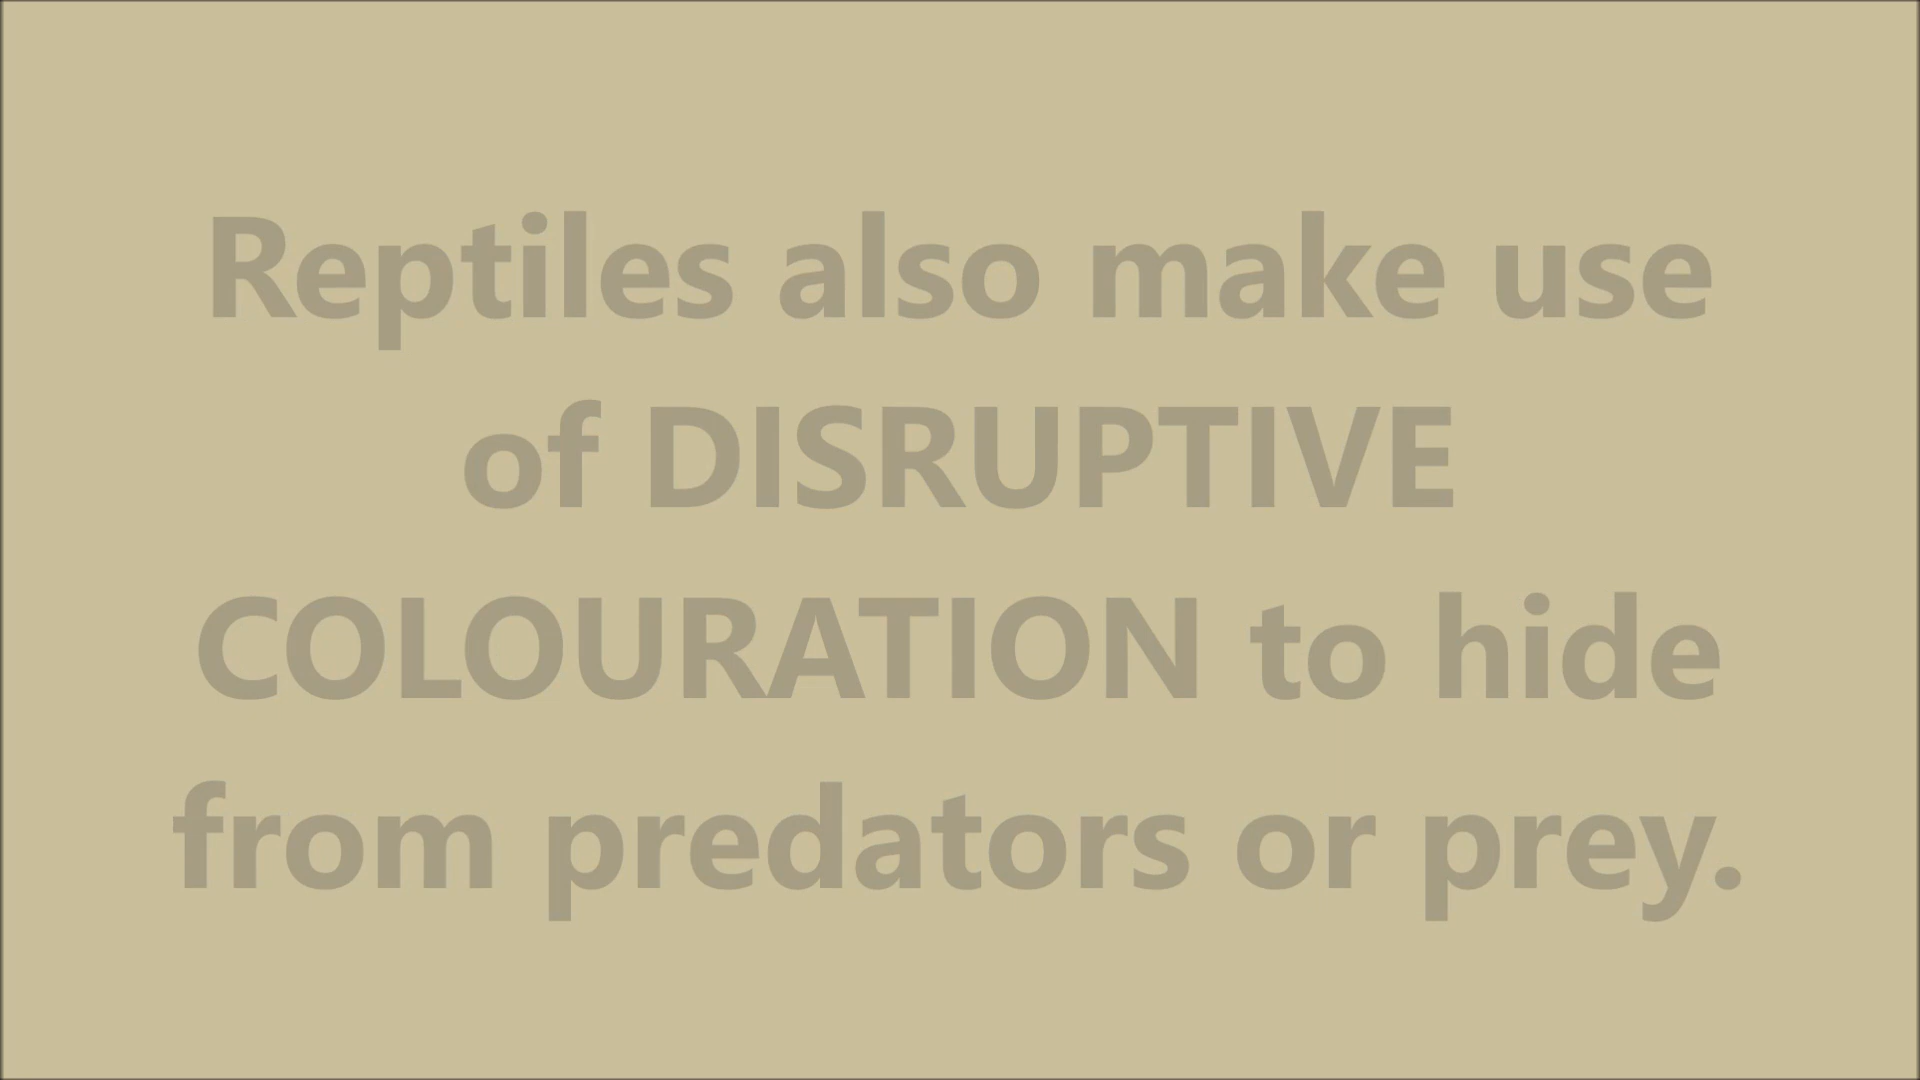 Reptiles also make use
of DISRUPTIVE
COLOURATION to hide
from predators or prey.